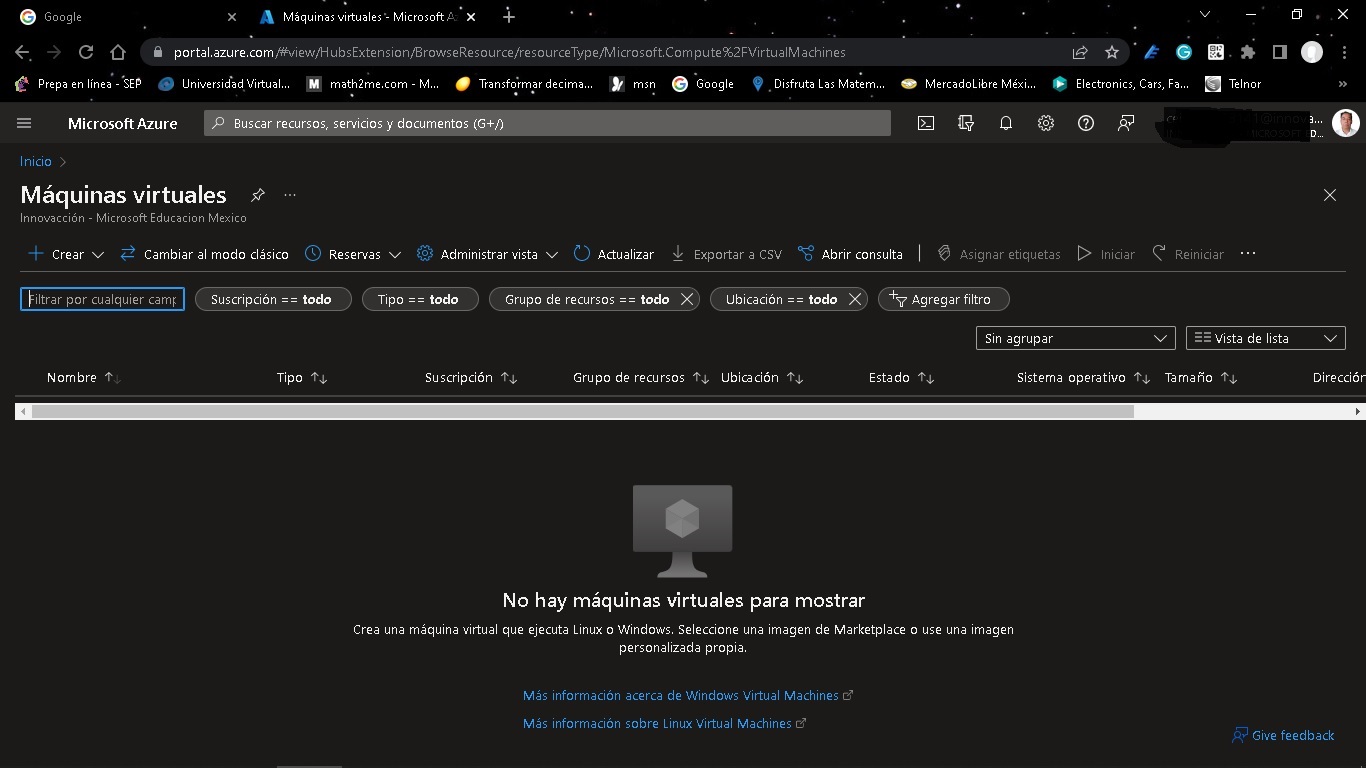 Google
Máquinas virtuales - Microsoft A
portal.azure.com/#view/HubsExtension/BrowseResource/resourceType/Microsoft.Compute%2FVirtualMachines
Prepa en línea - SEP
Universidad Virtual...
math2me.com - M...
Transformar decima...
msn
Google
Disfruta Las Matem...
MercadoLibre Méxi...
Electronics, Cars, Fa...
Telnor
Microsoft Azure
Buscar recursos, servicios y documentos (G+/)
Inicio
Máquinas virtuales
Innovacción - Microsoft Educacion Mexico
Crear
Cambiar al modo clásico
Reservas
Administrar vista
Actualizar
Exportar a CSV
Abrir consulta
Asignar etiquetas
Iniciar
Reiniciar
Filtrar por cualquier camp
Suscripción == todo
Tipo == todo
Grupo de recursos == todo
Ubicación == todo
Agregar filtro
Sin agrupar
Vista de lista
Nombre
Tipo
Suscripción
Grupo de recursos
Ubicación
Estado
Sistema operativo
Tamaño
Dirección
No hay máquinas virtuales para mostrar
Crea una máquina virtual que ejecuta Linux o Windows. Seleccione una imagen de Marketplace o use una imagen
personalizada propia.
Más información acerca de Windows Virtual Machines
Más información sobre Linux Virtual Machines
Give feedback